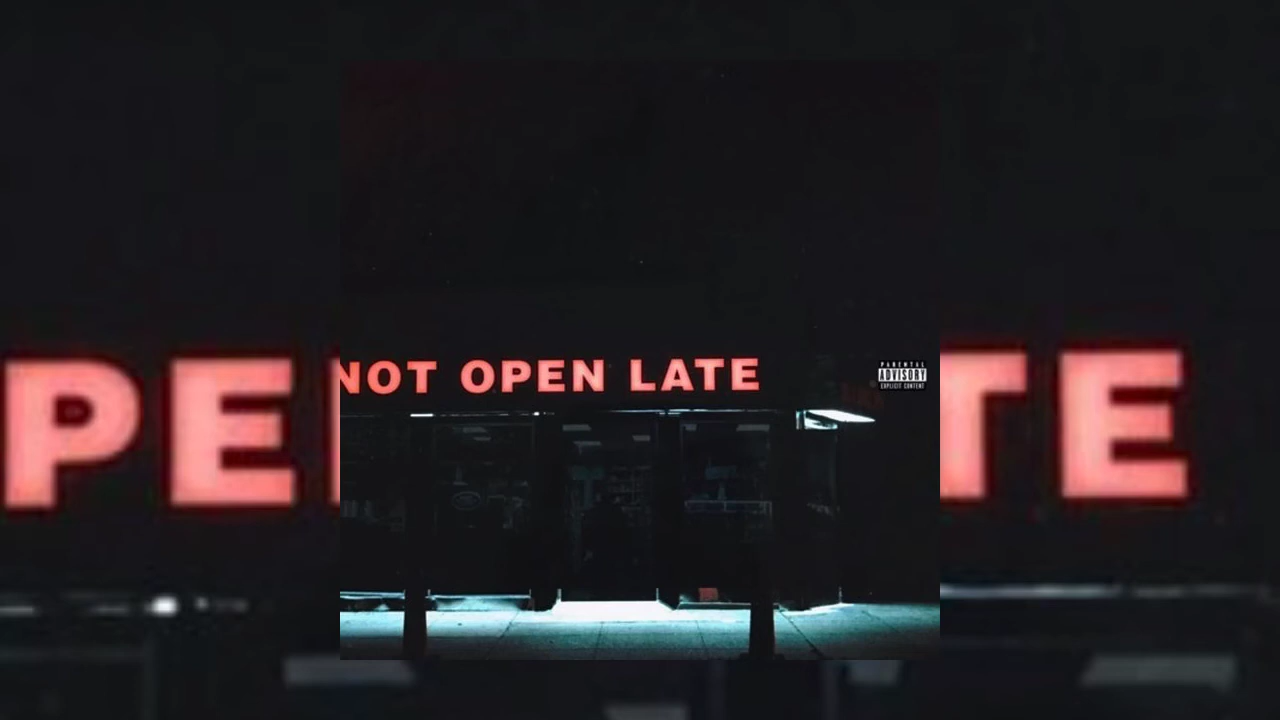 PE
NOT OPEN LATE
TE
PARENTAL
ADVISORY
EXPLICIT CONTENT